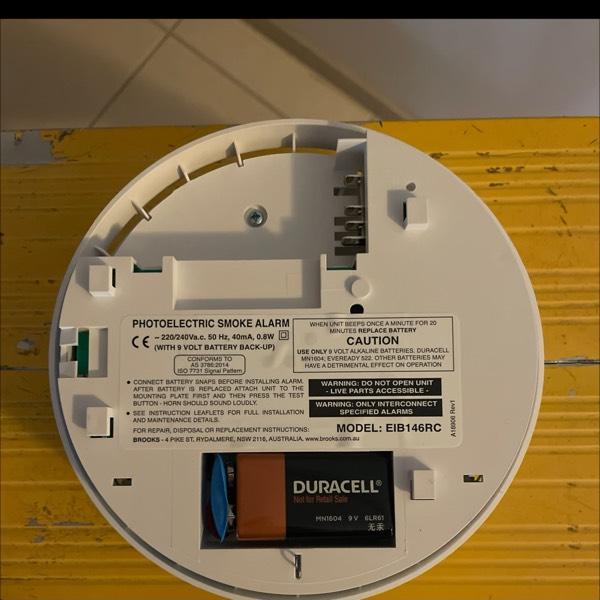 PHOTOELECTRIC SMOKE ALARM
CE ~ 220/240Va.c. 50 Hz, 40mA, 0.8W
(WITH 9 VOLT BATTERY BACK-UP)
CONFORMS TO
AS 3786:2014
ISO 7731 Signal Pattern
• CONNECT BATTERY SNAPS BEFORE INSTALLING ALARM.
AFTER BATTERY IS REPLACED ATTACH UNIT TO THE
MOUNTING PLATE FIRST AND THEN PRESS THE TEST
BUTTON - HORN SHOULD SOUND LOUDLY.
• SEE INSTRUCTION LEAFLETS FOR FULL INSTALLATION
AND MAINTENANCE DETAILS.
FOR REPAIR, DISPOSAL OR REPLACEMENT INSTRUCTIONS:
BROOKS - 4 PIKE ST. RYDALMERE, NSW 2116, AUSTRALIA. www.brooks.com.au
WHEN UNIT BEEPS ONCE A MINUTE FOR 20
MINUTES REPLACE BATTERY
CAUTION
USE ONLY 9 VOLT ALKALINE BATTERIES. DURACELL
MN1604; EVEREADY 522. OTHER BATTERIES MAY
HAVE A DETRIMENTAL EFFECT ON OPERATION
WARNING: DO NOT OPEN UNIT
- LIVE PARTS ACCESSIBLE -
WARNING: ONLY INTERCONNECT
SPECIFIED ALARMS
MODEL: EIB146RC
A18906 Rev1
DURACELL®
Not for Retail Sale
MN1604 9 V 6LR61
无汞